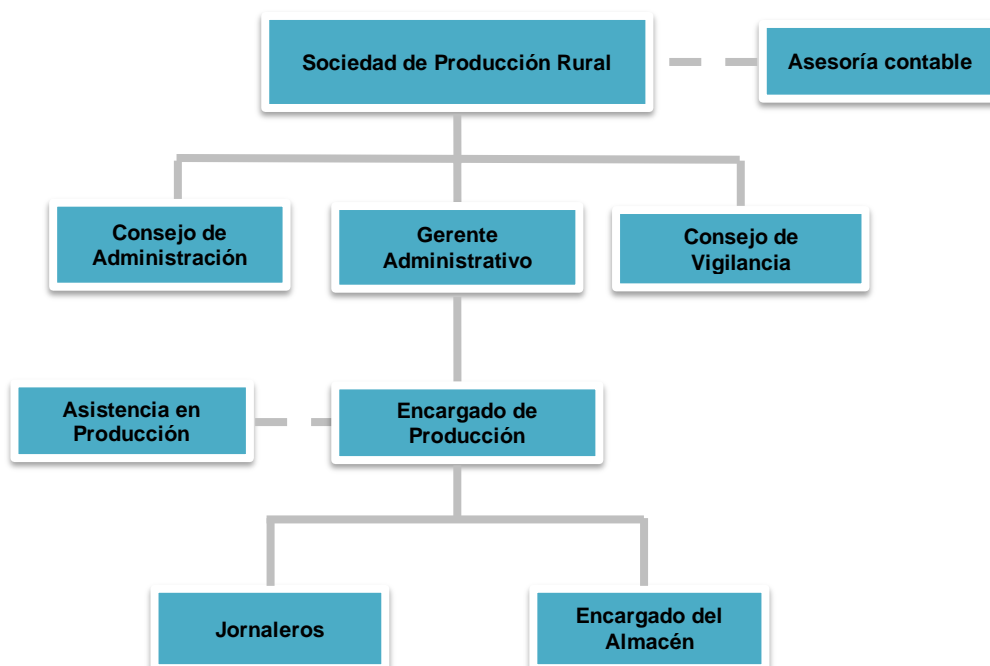 Sociedad de Producción Rural
Asesoría contable
Consejo de
Administración
Gerente
Administrativo
Consejo de
Vigilancia
Asistencia en
Producción
Encargado de
Producción
Jornaleros
Encargado del
Almacén